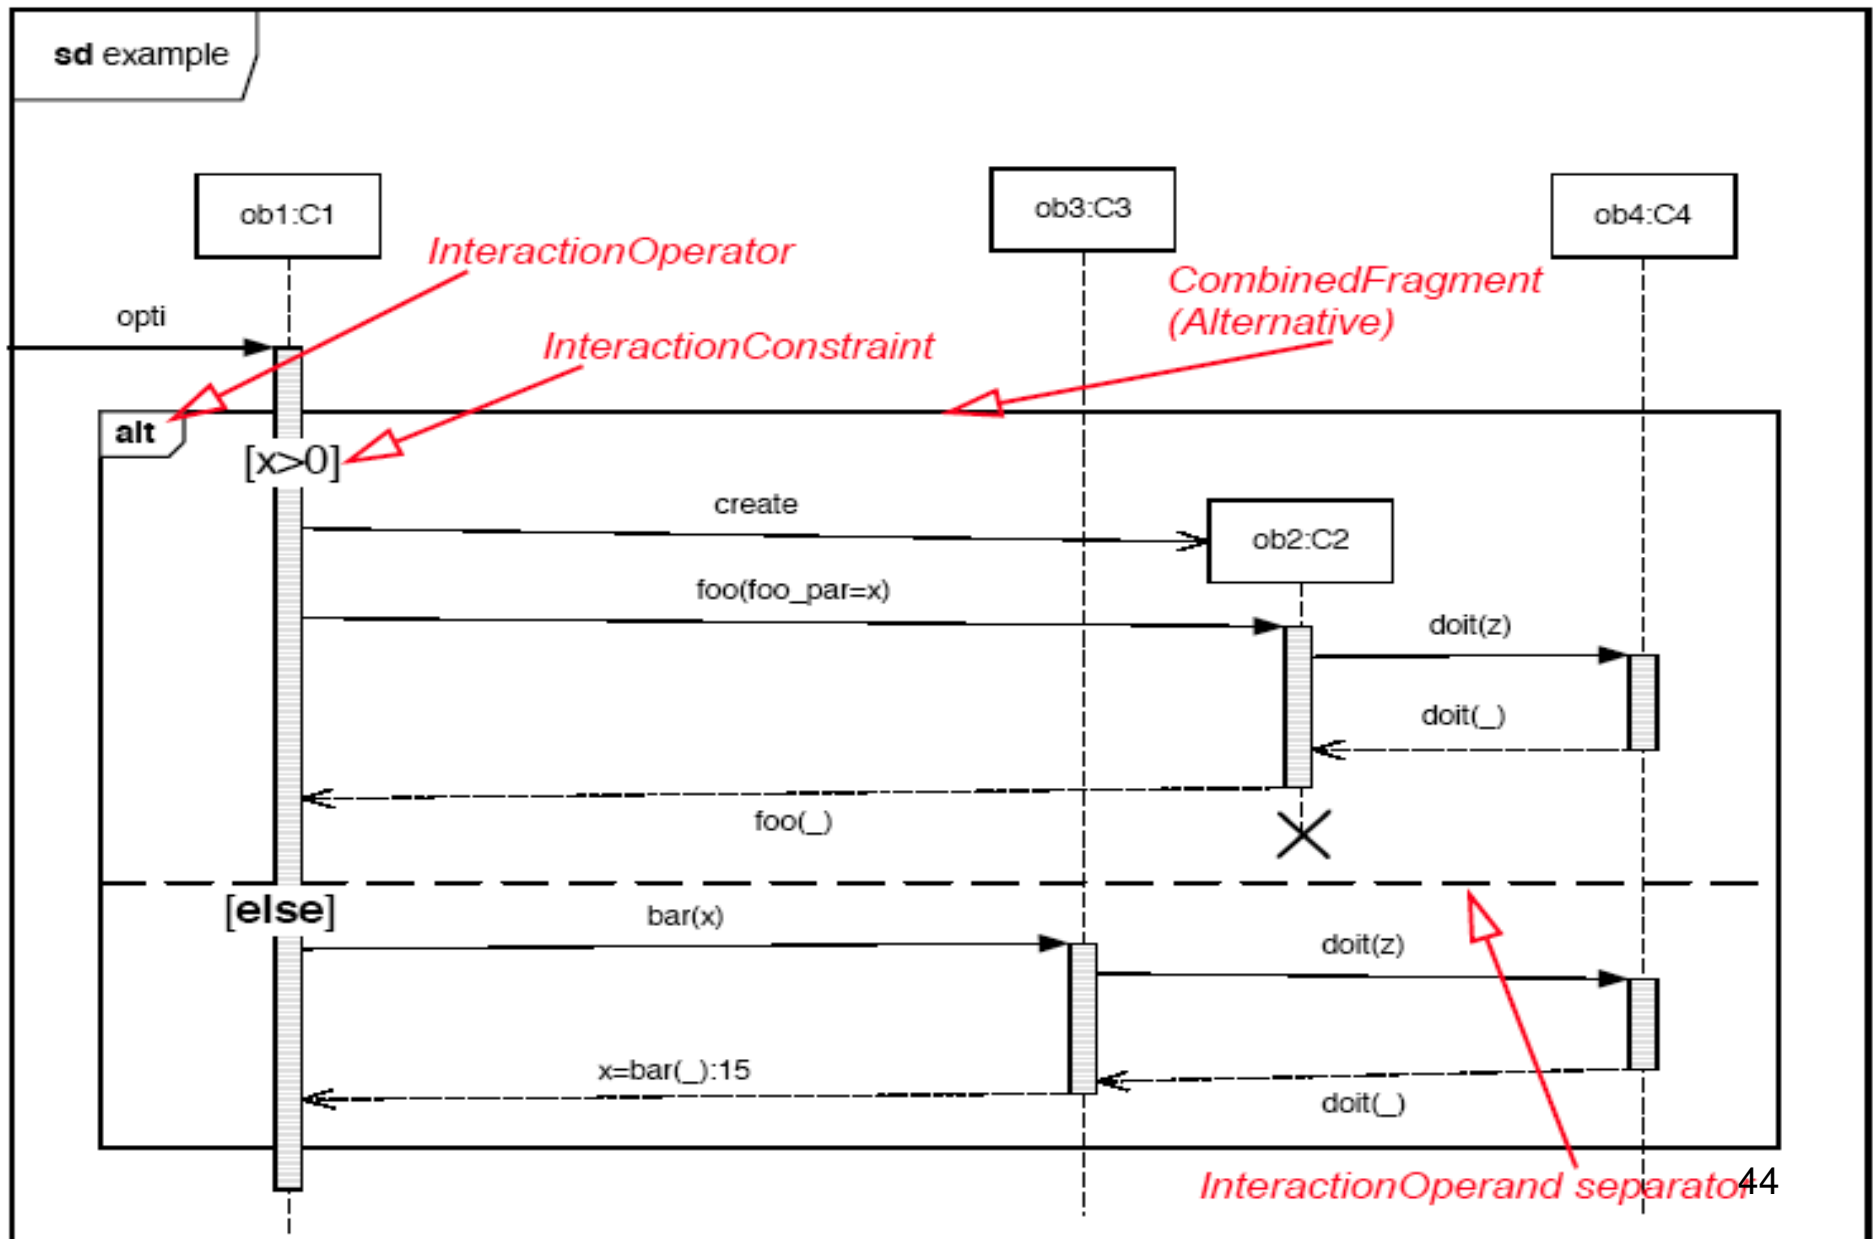 sd example
ob1:C1
ob3:C3
ob4:C4
InteractionOperator
CombinedFragment
(Alternative)
opti
InteractionConstraint
alt
[x>0]
create
ob2:C2
foo(foo_par=x)
doit(z)
doit(_)
foo(_)
[else]
bar(x)
doit(z)
x=bar(_):15
doit(_)
InteractionOperand separator
44